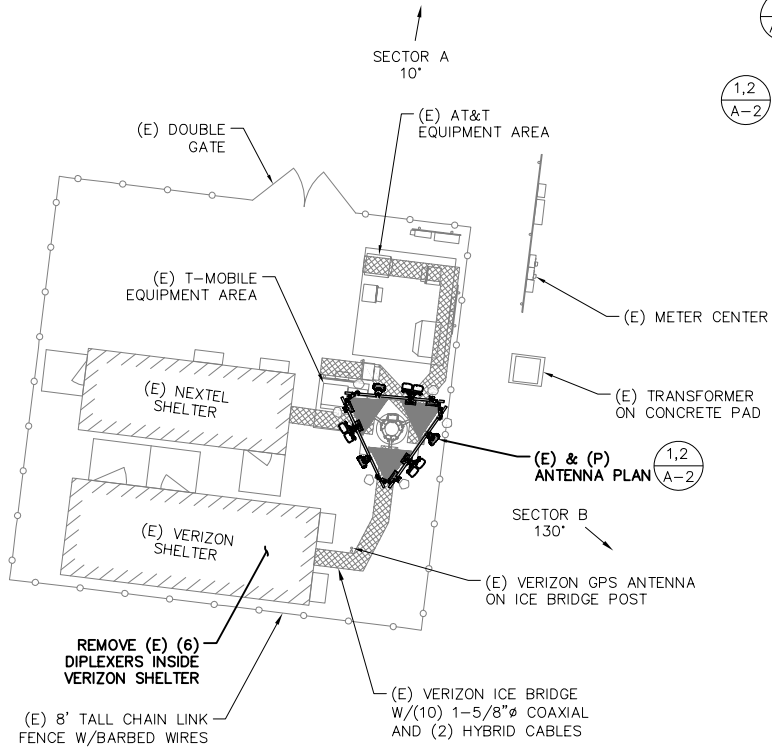 SECTOR A
10°
1,2
A-2
(E) AT&T
EQUIPMENT AREA
(E) DOUBLE
GATE
(E) T-MOBILE
EQUIPMENT AREA
(E) METER CENTER
(E) NEXTEL
SHELTER
(E) TRANSFORMER
ON CONCRETE PAD
(E) & (P)
ANTENNA PLAN
1,2
A-2
SECTOR B
130°
(E) VERIZON
SHELTER
(E) VERIZON GPS ANTENNA
ON ICE BRIDGE POST
REMOVE (E) (6)
DIPLEXERS INSIDE
VERIZON SHELTER
(E) VERIZON ICE BRIDGE
W/(10) 1-5/8"ø COAXIAL
AND (2) HYBRID CABLES
(E) 8' TALL CHAIN LINK
FENCE W/BARBED WIRES